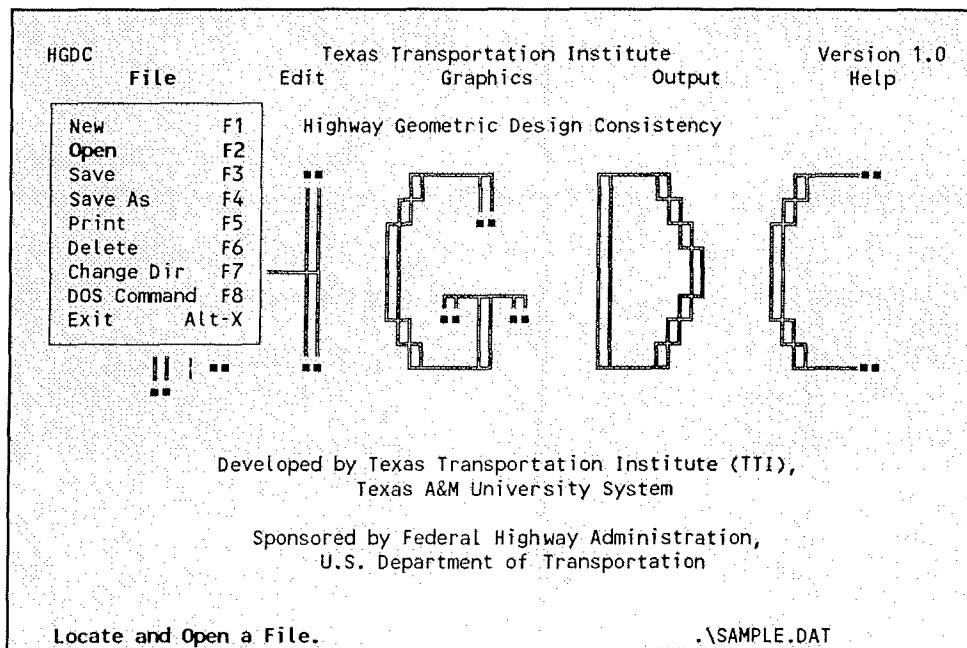 HGDC Texas Transportation Institute Version 1.0
File Edit Graphics Output Help
Highway Geometric Design Consistency
New F1
Open F2
Save F3
Save As F4
Print F5
Delete F6
Change Dir F7
DOS Command F8
Exit Alt-X
Developed by Texas Transportation Institute (TTI),
Texas A&M University System
Sponsored by Federal Highway Administration,
U.S. Department of Transportation
Locate and Open a File. .\SAMPLE.DAT